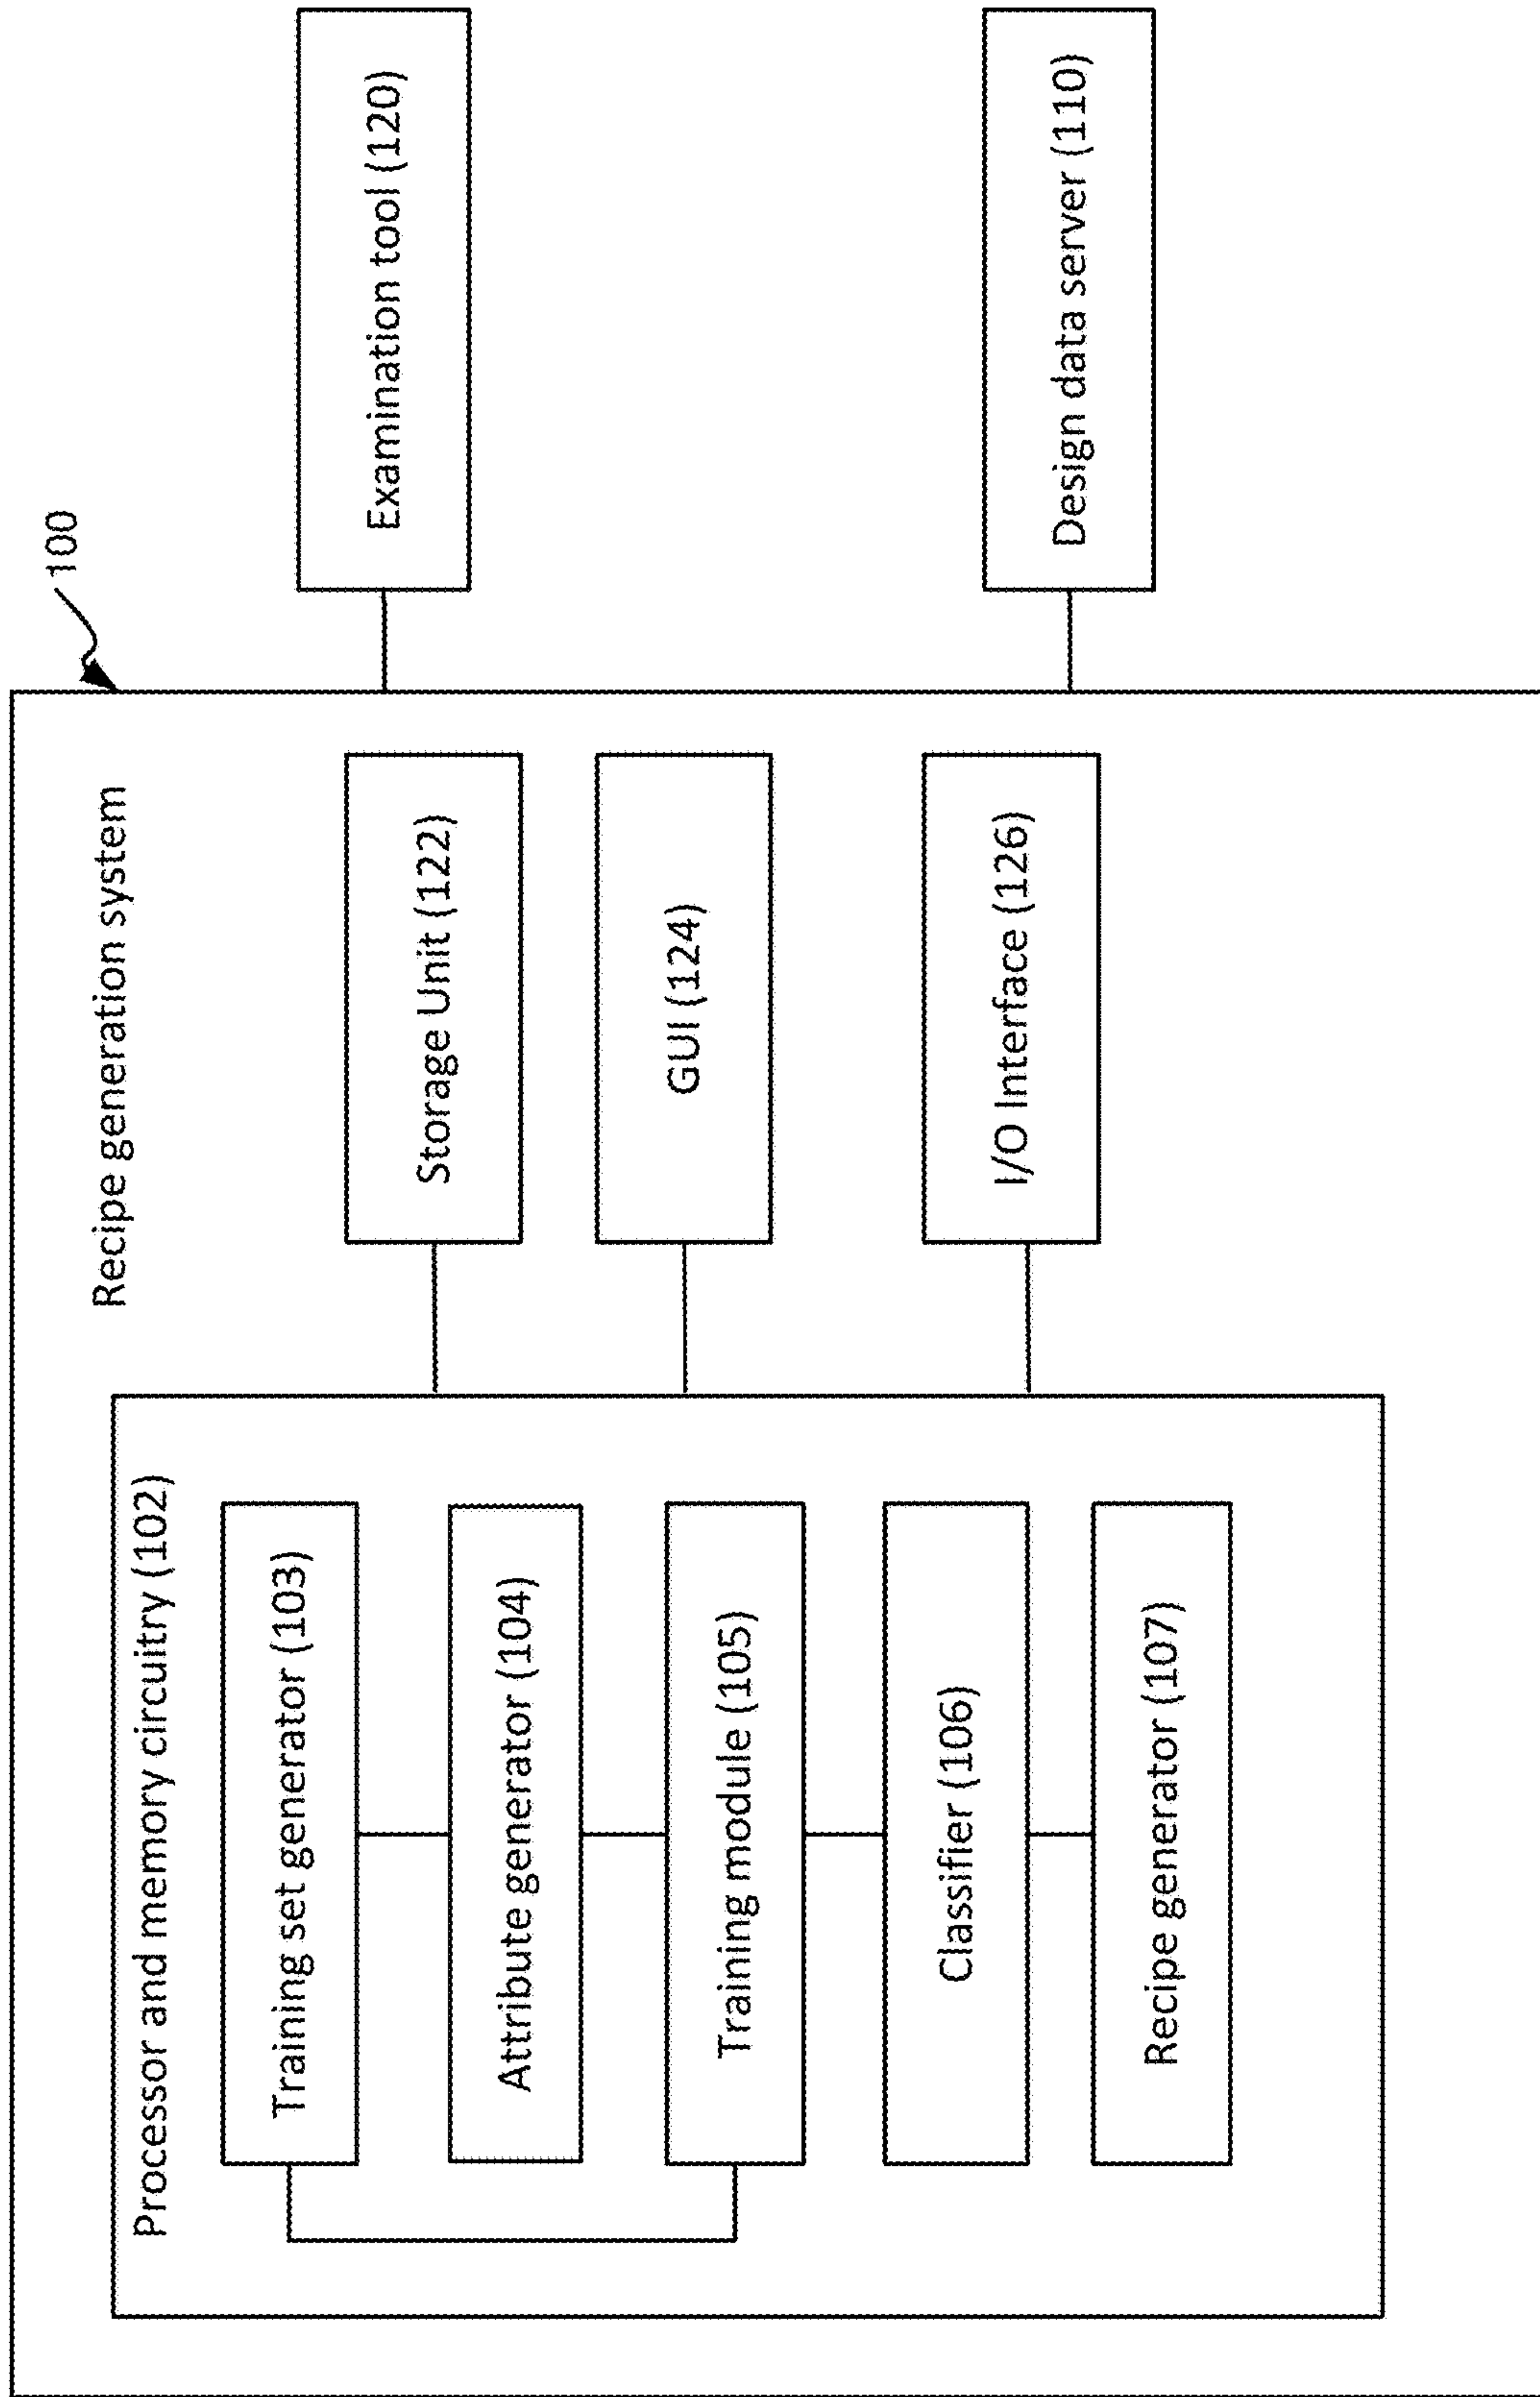 100
Recipe generation system
Processor and memory circuitry (102)
Training set generator (103)
Attribute generator (104)
Training module (105)
Classifier (106)
Recipe generator (107)
Storage Unit (122)
GUI (124)
I/O Interface (126)
Examination tool (120)
Design data server (110)